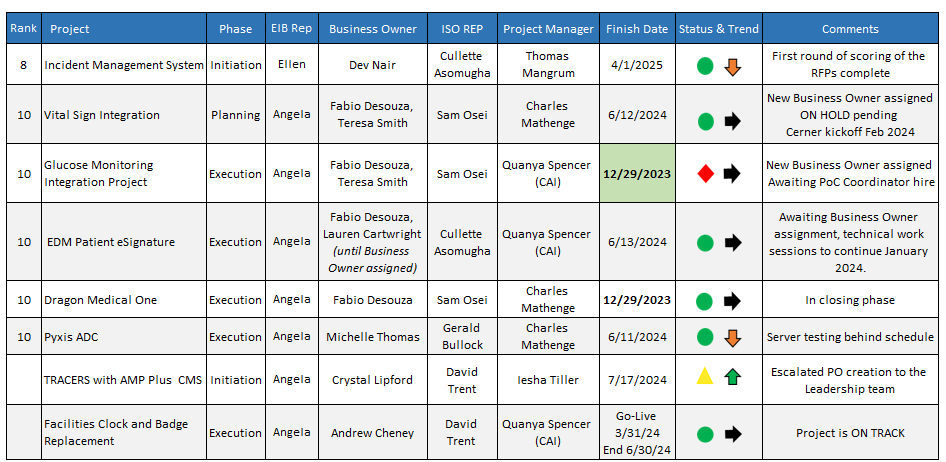 Rank Project Phase EIB Rep Business Owner ISO REP Project Manager Finish Date Status & Trend Comments
8 Incident Management System Initiation Ellen Dev Nair Cullette Asomugha Thomas Mangrum 4/1/2025 First round of scoring of the RFPs complete
10 Vital Sign Integration Planning Angela Fabio Desouza, Teresa Smith Sam Osei Charles Mathenge 6/12/2024 New Business Owner assigned ON HOLD pending Cerner kickoff Feb 2024
10 Glucose Monitoring Integration Project Execution Angela Fabio Desouza, Teresa Smith Sam Osei Quanya Spencer (CAI) 12/29/2023 New Business Owner assigned Awaiting PoC Coordinator hire
10 EDM Patient eSignature Execution Angela Fabio Desouza, Lauren Cartwright (until Business Owner assigned) Cullette Asomugha Quanya Spencer (CAI) 6/13/2024 Awaiting Business Owner assignment, technical work sessions to continue January 2024.
10 Dragon Medical One Execution Angela Fabio Desouza Sam Osei Charles Mathenge 12/29/2023 In closing phase
10 Pyxis ADC Execution Angela Michelle Thomas Gerald Bullock Charles Mathenge 6/11/2024 Server testing behind schedule
TRACERS with AMP Plus CMS Initiation Angela Crystal Lipford David Trent Iesha Tiller 7/17/2024 Escalated PO creation to the Leadership team
Facilities Clock and Badge Replacement Execution Angela Andrew Cheney David Trent Quanya Spencer (CAI) Go-Live 3/31/24 End 6/30/24 Project is ON TRACK